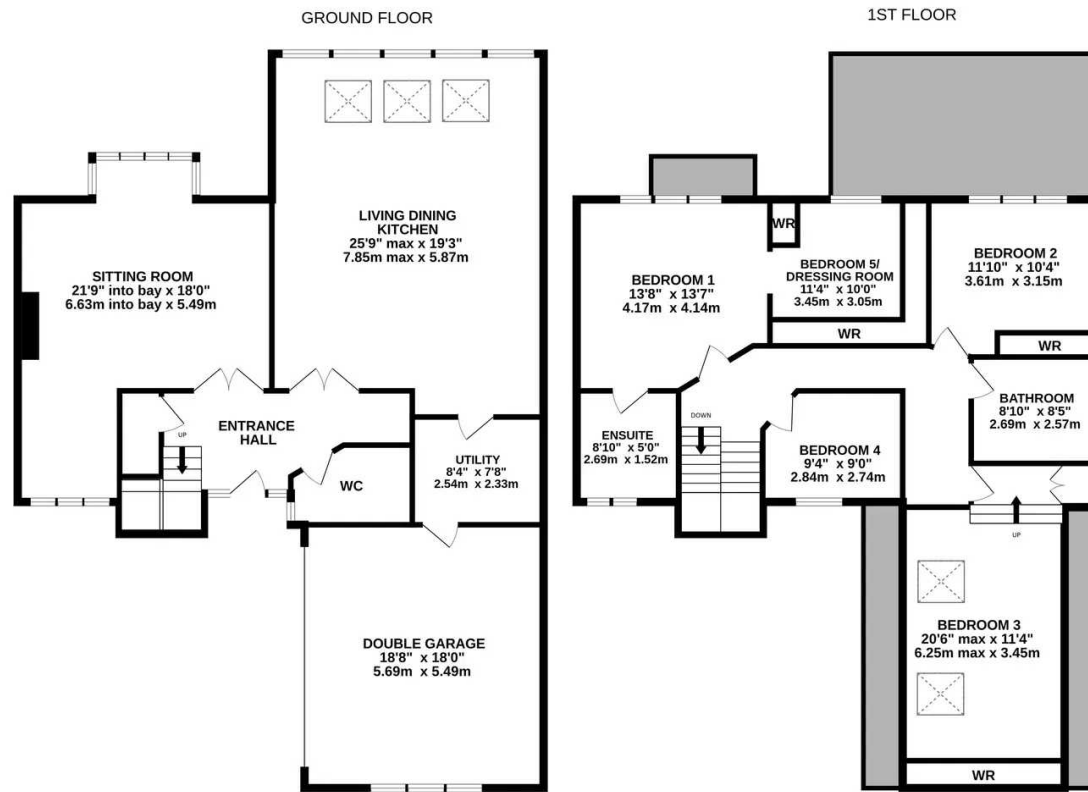 GROUND FLOOR
LIVING DINING
KITCHEN
25'9" max x 19'3"
7.85m max x 5.87m
SITTING ROOM
21'9" into bay x 18'0"
6.63m into bay x 5.49m
UP
ENTRANCE
HALL
WC
UTILITY
8'4" x 7'8"
2.54m x 2.33m
DOUBLE GARAGE
18'8" x 18'0"
5.69m x 5.49m
1ST FLOOR
WR
BEDROOM 1
13'8" x 13'7"
4.17m x 4.14m
BEDROOM 5/
DRESSING ROOM
11'4" x 10'0"
3.45m x 3.05m
WR
BEDROOM 2
11'10" x 10'4"
3.61m x 3.15m
WR
BATHROOM
8'10" x 8'5"
2.69m x 2.57m
DOWN
ENSUITE
8'10" x 5'0"
2.69m x 1.52m
BEDROOM 4
9'4" x 9'0"
2.84m x 2.74m
UP
BEDROOM 3
20'6" max x 11'4"
6.25m max x 3.45m
WR